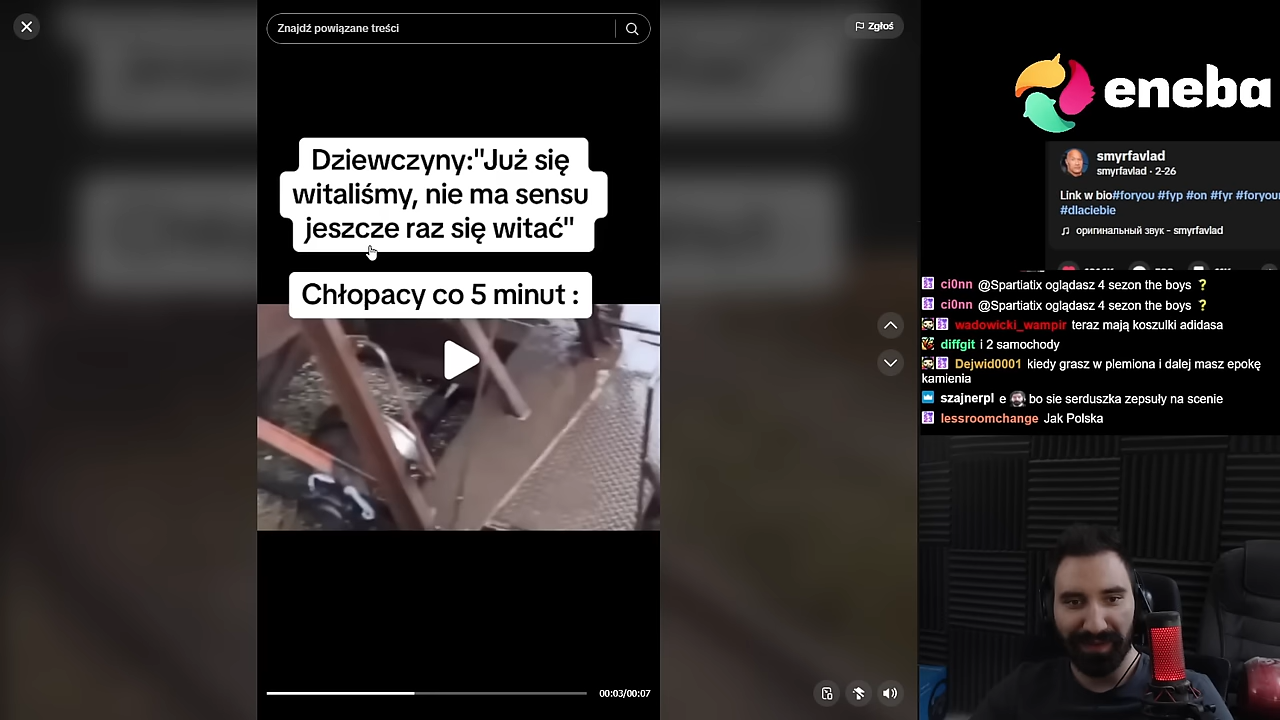 Znajdź powiązane treści
Zgłoś
Dziewczyny:"Już się
witaliśmy, nie ma sensu
jeszcze raz się witać"
Chłopacy co 5 minut :
00:03/00:07
eneba
smyrfavlad
smyrfavlad · 2-26
Link w bio#foryou #fyp #on #fyr #foryou
#dlaciebie
оригинальный звук - smyrfavlad
ci0nn @Spartiatix oglądasz 4 sezon the boys ?
ci0nn @Spartiatix oglądasz 4 sezon the boys ?
wadowicki_wampir teraz mają koszulki adidasa
diffgit i 2 samochody
Dejwid0001 kiedy grasz w plemiona i dalej masz epokę
kamienia
szajnerpl e bo sie serduszka zepsuły na scenie
lessroomchange Jak Polska